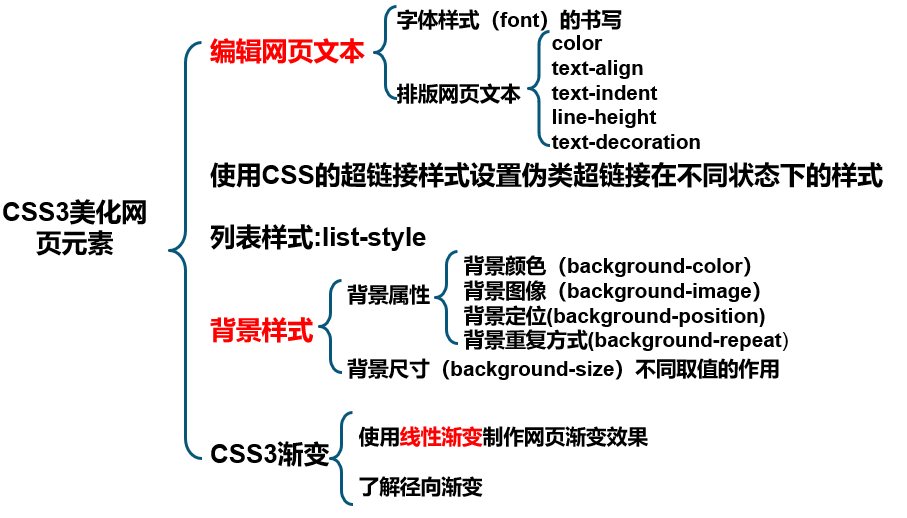 CSS3美化网
页元素
编辑网页文本
字体样式（font）的书写
排版网页文本
color
text-align
text-indent
line-height
text-decoration
使用CSS的超链接样式设置伪类超链接在不同状态下的样式
列表样式:list-style
背景样式
背景属性
背景颜色（background-color）
背景图像（background-image）
背景定位(background-position)
背景重复方式(background-repeat)
背景尺寸（background-size）不同取值的作用
CSS3渐变
使用线性渐变制作网页渐变效果
了解径向渐变